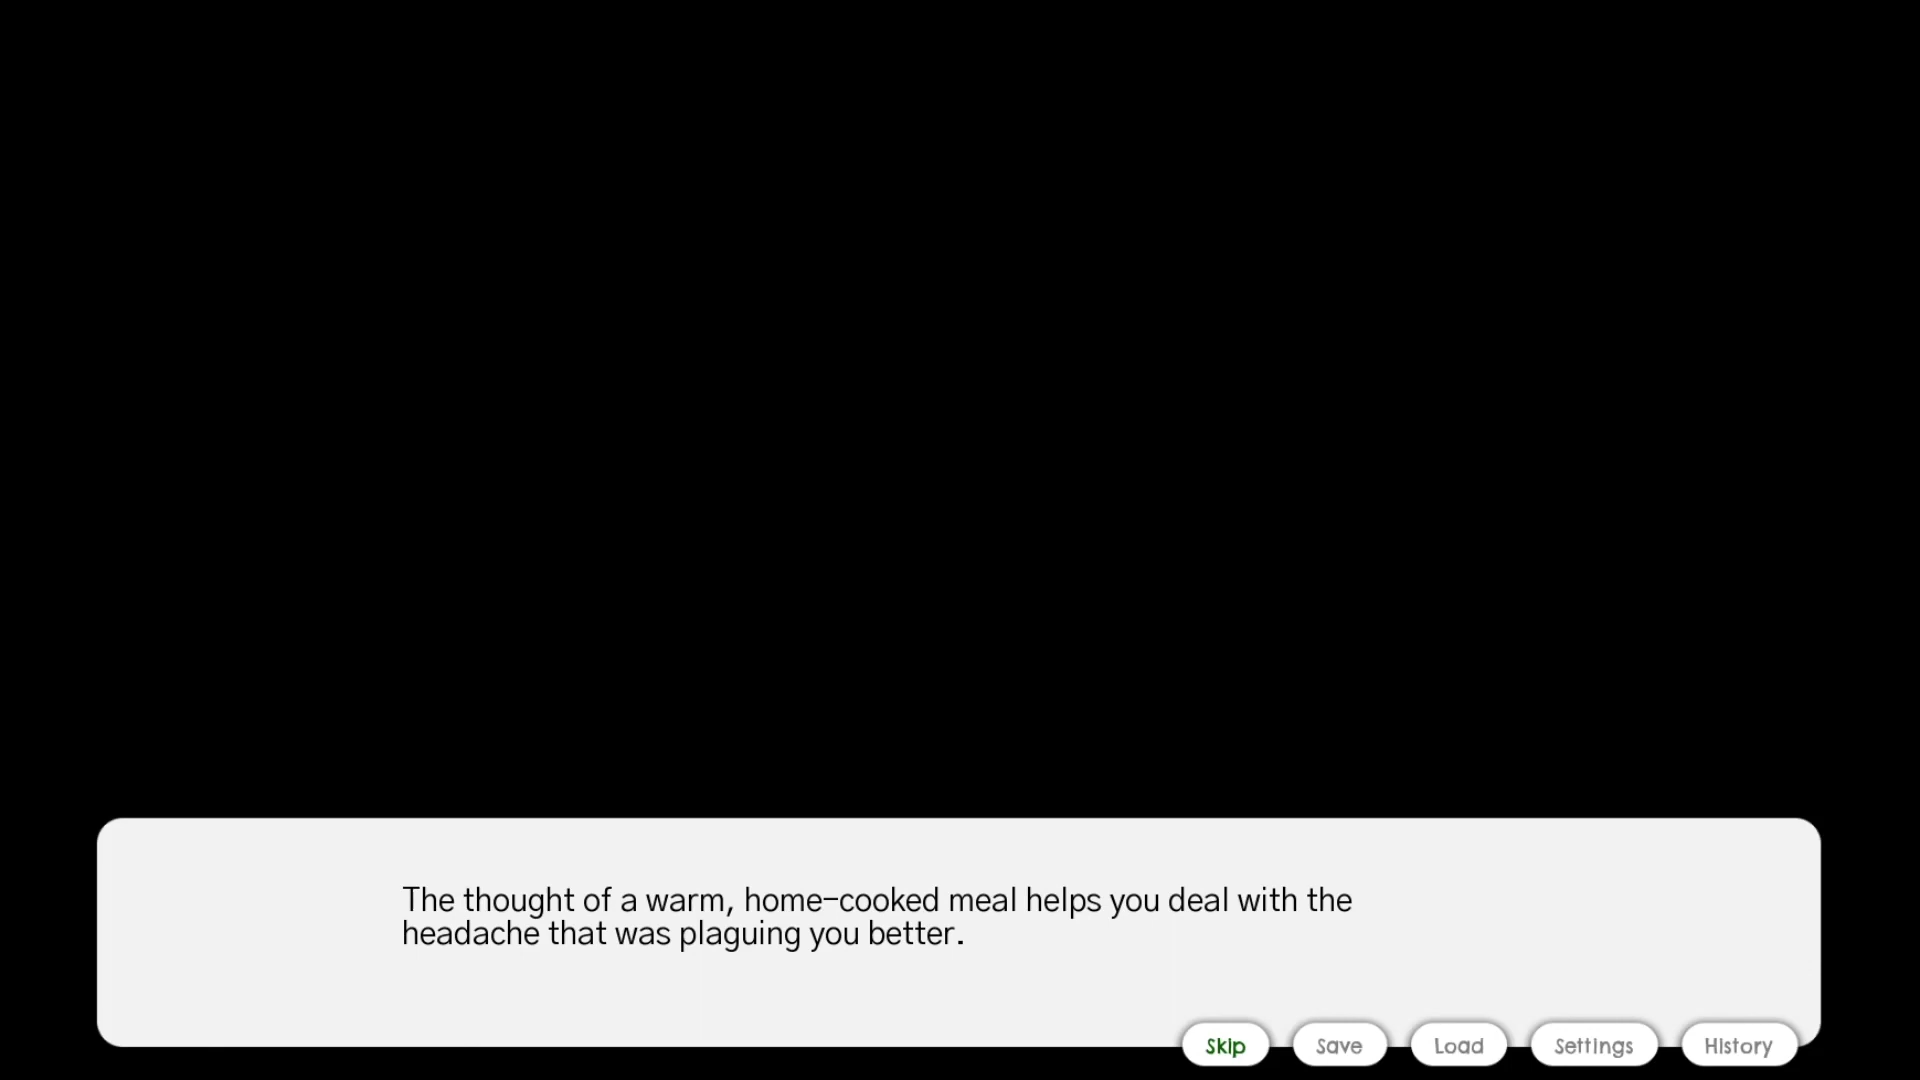 The thought of a warm, home-cooked meal helps you deal with the
headache that was plaguing you better.
Skip Save Load Settings History